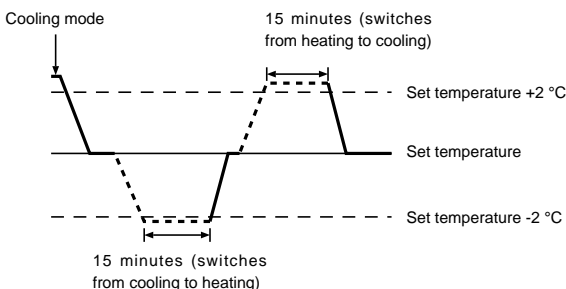 Cooling mode
15 minutes (switches
from heating to cooling)
Set temperature +2 °C
Set temperature
Set temperature -2 °C
15 minutes (switches
from cooling to heating)